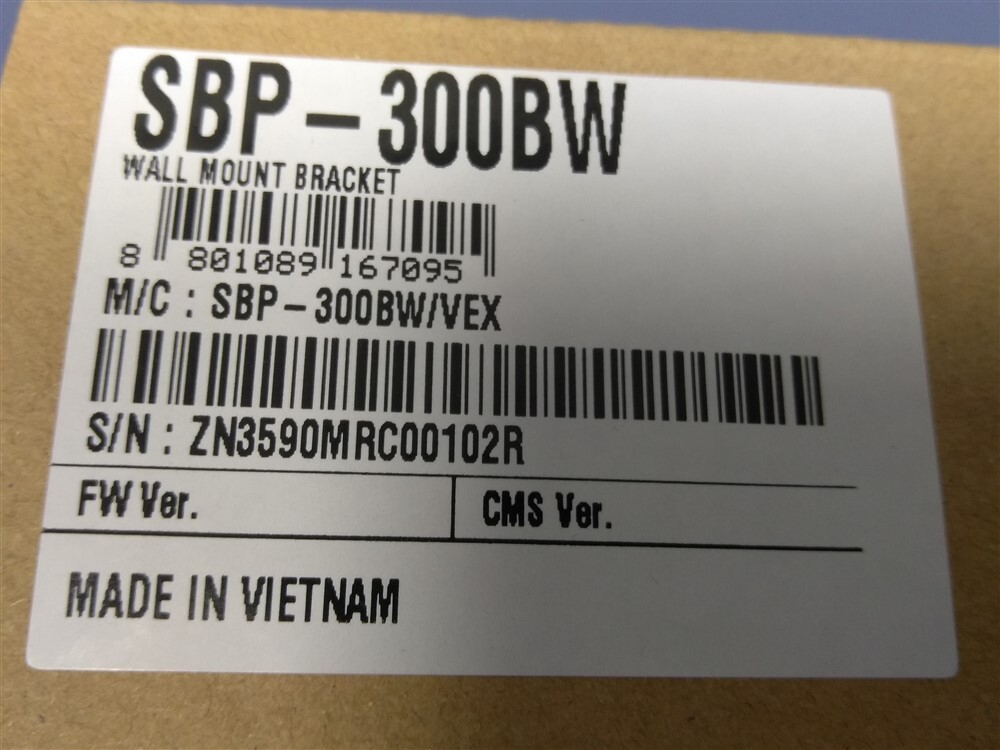 SBP-300BW
WALL MOUNT BRACKET
8 801089 167095
M/C : SBP-300BW/VEX
S/N : ZN3590MRC00102R
FW Ver.
CMS Ver.
MADE IN VIETNAM